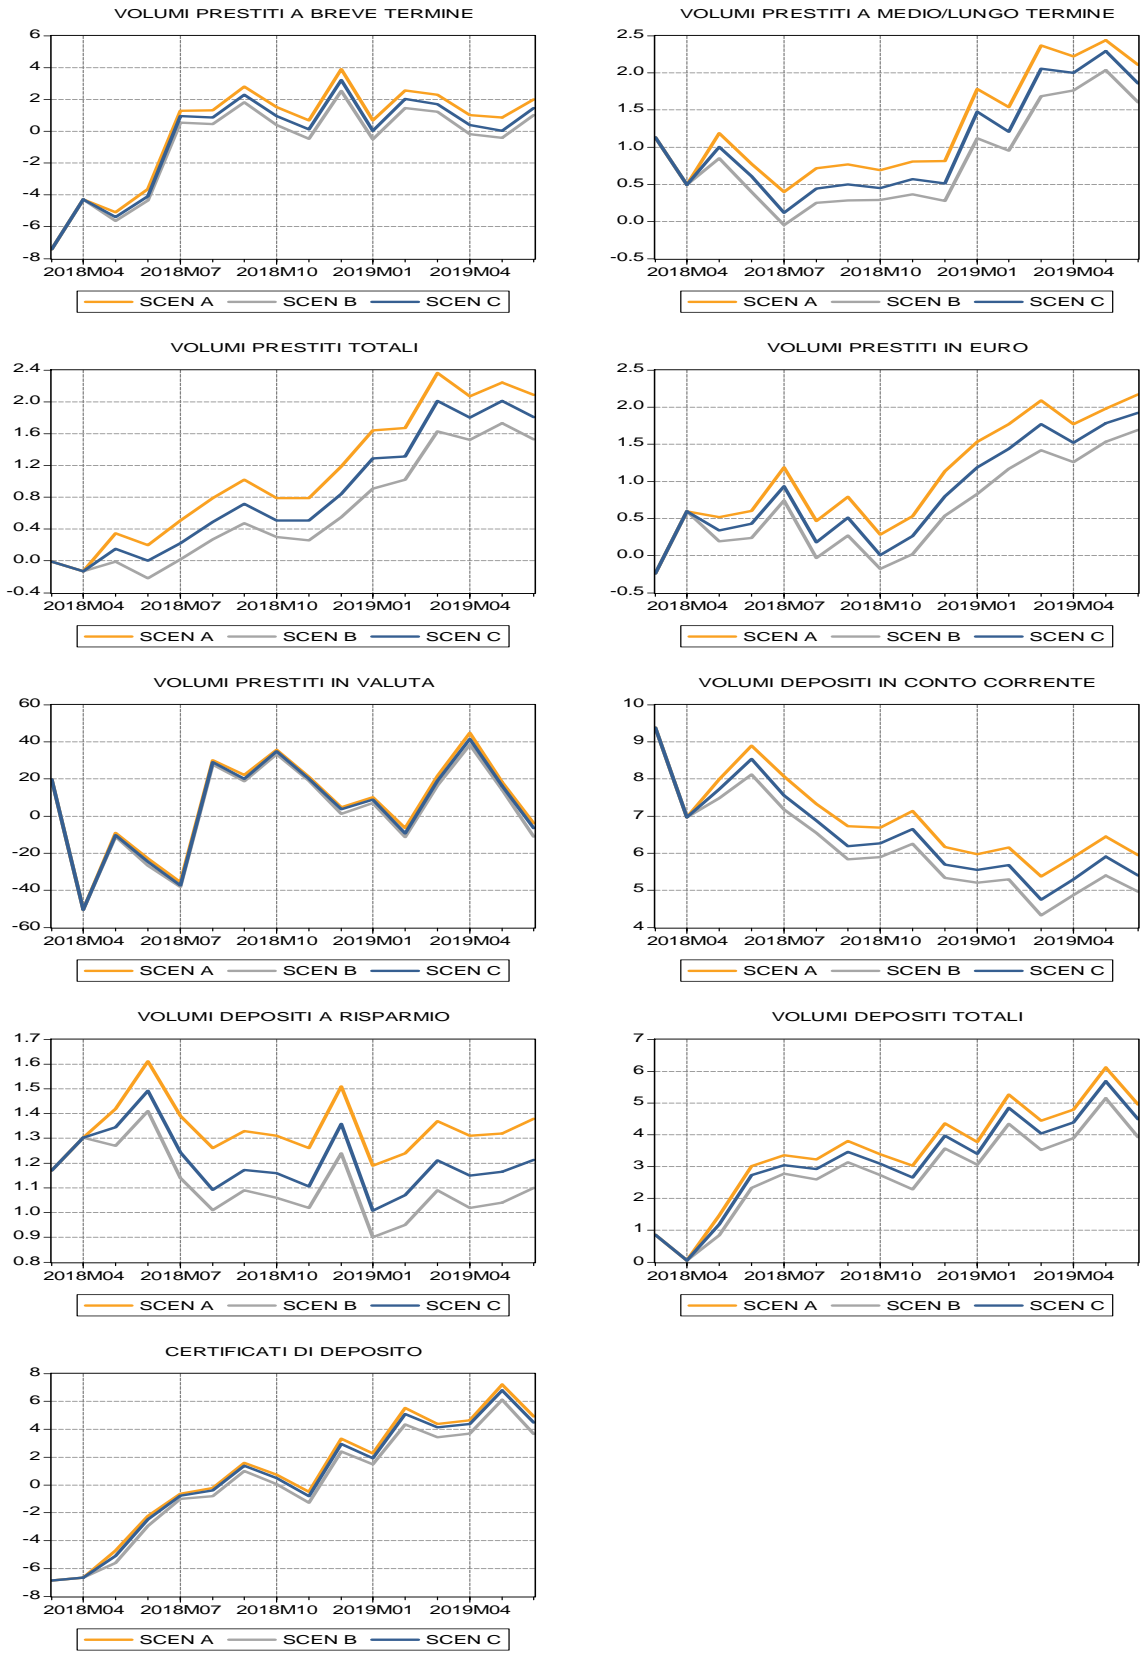 VOLUMI PRESTITI A BREVE TERMINE
6
4
2
0
-2
-4
-6
-8
2018M04 2018M07 2018M10 2019M01 2019M04
SCEN A SCEN B SCEN C
VOLUMI PRESTITI A MEDIO/LUNGO TERMINE
2.5
2.0
1.5
1.0
0.5
0.0
-0.5
2018M04 2018M07 2018M10 2019M01 2019M04
SCEN A SCEN B SCEN C
VOLUMI PRESTITI TOTALI
2.4
2.0
1.6
1.2
0.8
0.4
0.0
-0.4
2018M04 2018M07 2018M10 2019M01 2019M04
SCEN A SCEN B SCEN C
VOLUMI PRESTITI IN EURO
2.5
2.0
1.5
1.0
0.5
0.0
-0.5
2018M04 2018M07 2018M10 2019M01 2019M04
SCEN A SCEN B SCEN C
VOLUMI PRESTITI IN VALUTA
60
40
20
0
-20
-40
-60
2018M04 2018M07 2018M10 2019M01 2019M04
SCEN A SCEN B SCEN C
VOLUMI DEPOSITI IN CONTO CORRENTE
10
9
8
7
6
5
4
2018M04 2018M07 2018M10 2019M01 2019M04
SCEN A SCEN B SCEN C
VOLUMI DEPOSITI A RISPARMIO
1.7
1.6
1.5
1.4
1.3
1.2
1.1
1.0
0.9
0.8
2018M04 2018M07 2018M10 2019M01 2019M04
SCEN A SCEN B SCEN C
VOLUMI DEPOSITI TOTALI
7
6
5
4
3
2
1
0
2018M04 2018M07 2018M10 2019M01 2019M04
SCEN A SCEN B SCEN C
CERTIFICATI DI DEPOSITO
8
6
4
2
0
-2
-4
-6
-8
2018M04 2018M07 2018M10 2019M01 2019M04
SCEN A SCEN B SCEN C